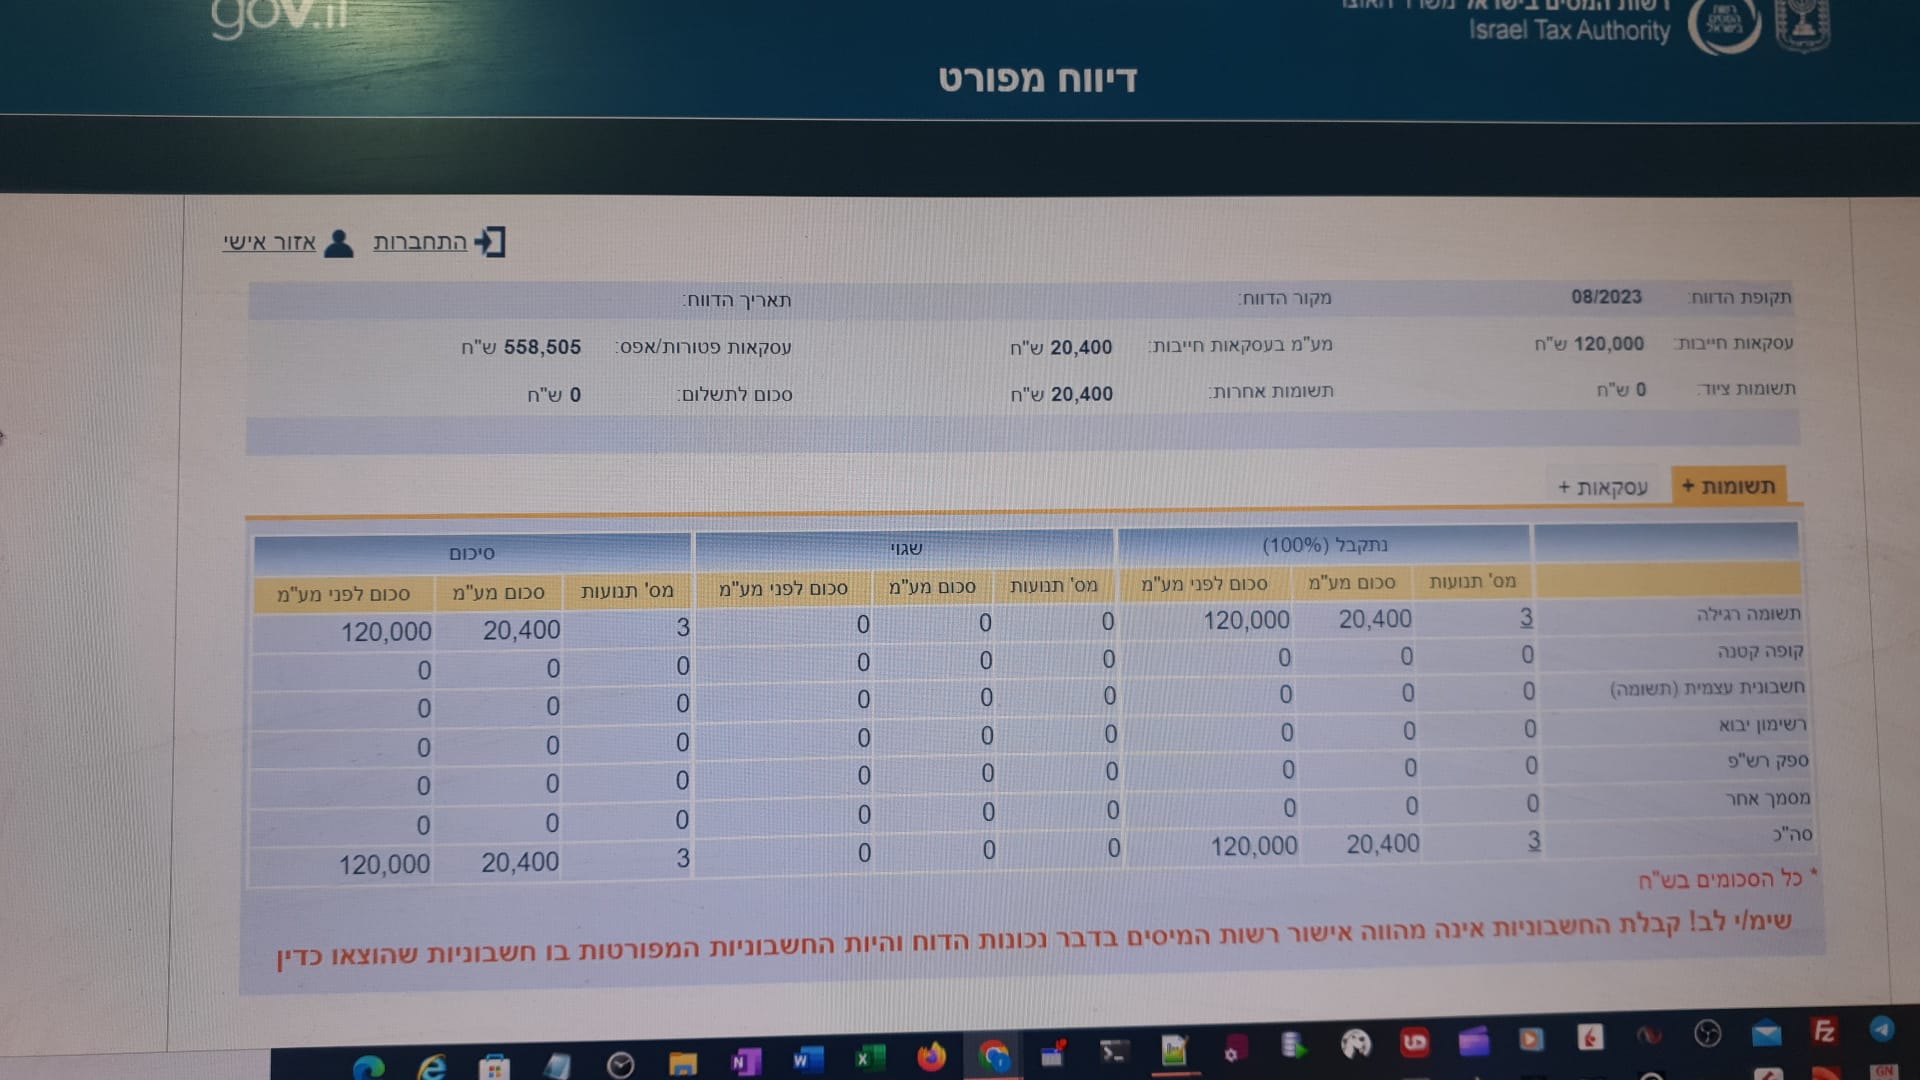 gov.il
רשות המסים בישראל משרד האוצר
Israel Tax Authority
דיווח מפורט
התחברות אזור אישי
תקופת הדווח: 08/2023 מקור הדווח: תאריך הדווח:
עסקאות חייבות: 120,000 ש"ח מע"מ בעסקאות חייבות: 20,400 ש"ח עסקאות פטורות/אפס: 558,505 ש"ח
תשומות ציוד: 0 ש"ח תשומות אחרות: 20,400 ש"ח סכום לתשלום: 0 ש"ח
תשומות + עסקאות +
נתקבל (100%) שגוי סיכום
מס' תנועות סכום מע"מ סכום לפני מע"מ מס' תנועות סכום מע"מ סכום לפני מע"מ מס' תנועות סכום מע"מ סכום לפני מע"מ
תשומה רגילה 3 20,400 120,000 0 0 0 3 20,400 120,000
קופה קטנה 0 0 0 0 0 0 0 0 0
חשבונית עצמית (תשומה) 0 0 0 0 0 0 0 0 0
רשימון יבוא 0 0 0 0 0 0 0 0 0
ספק רש"פ 0 0 0 0 0 0 0 0 0
מסמך אחר 0 0 0 0 0 0 0 0 0
סה"כ 3 20,400 120,000 0 0 0 3 20,400 120,000
* כל הסכומים בש"ח
שימ/י לב! קבלת החשבוניות אינה מהווה אישור רשות המיסים בדבר נכונות הדוח והיות החשבוניות המפורטות בו חשבוניות שהוצאו כדין